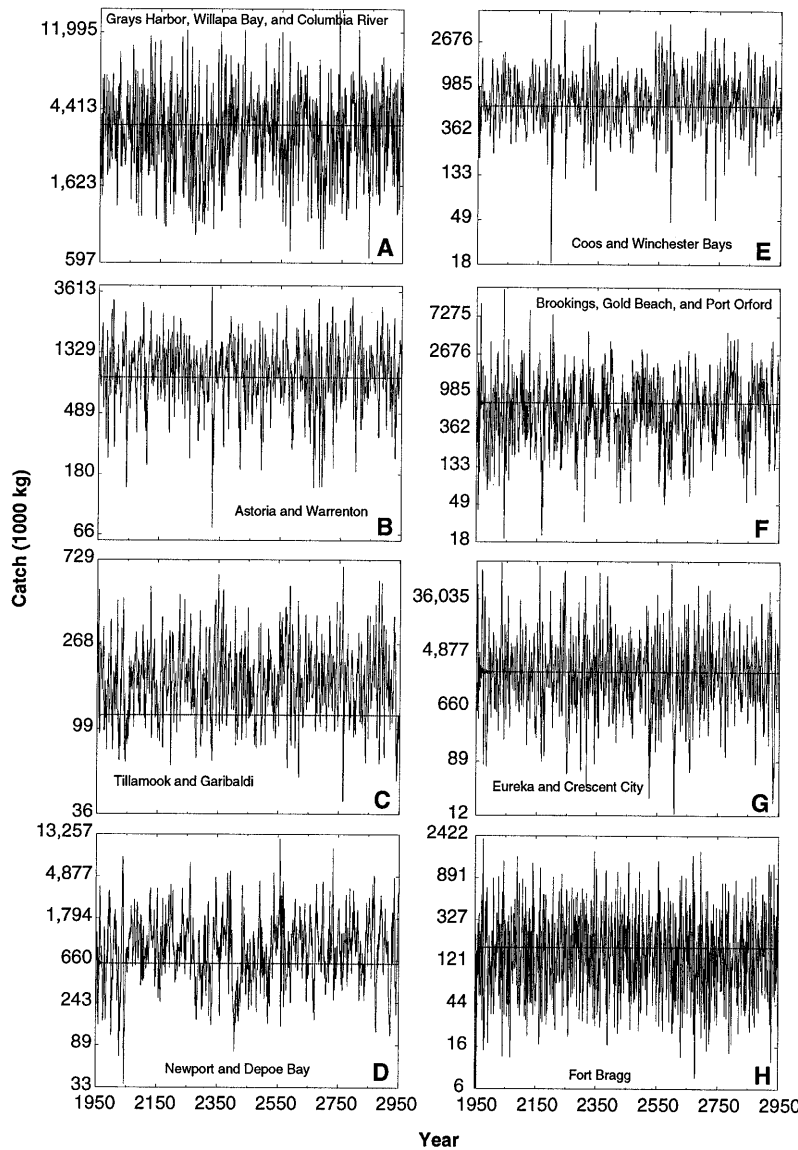 Grays Harbor, Willapa Bay, and Columbia River
11,995
4,413
1,623
597
A
3613
1329
489
180
66
Astoria and Warrenton
B
729
268
99
36
Tillamook and Garibaldi
C
13,257
4,877
1,794
660
243
89
33
Newport and Depoe Bay
D
1950 2150 2350 2550 2750 2950
2676
985
362
133
49
18
Coos and Winchester Bays
E
Brookings, Gold Beach, and Port Orford
7275
2676
985
362
133
49
18
F
36,035
4,877
660
89
12
Eureka and Crescent City
G
2422
891
327
121
44
16
6
Fort Bragg
H
1950 2150 2350 2550 2750 2950
Catch (1000 kg)
Year